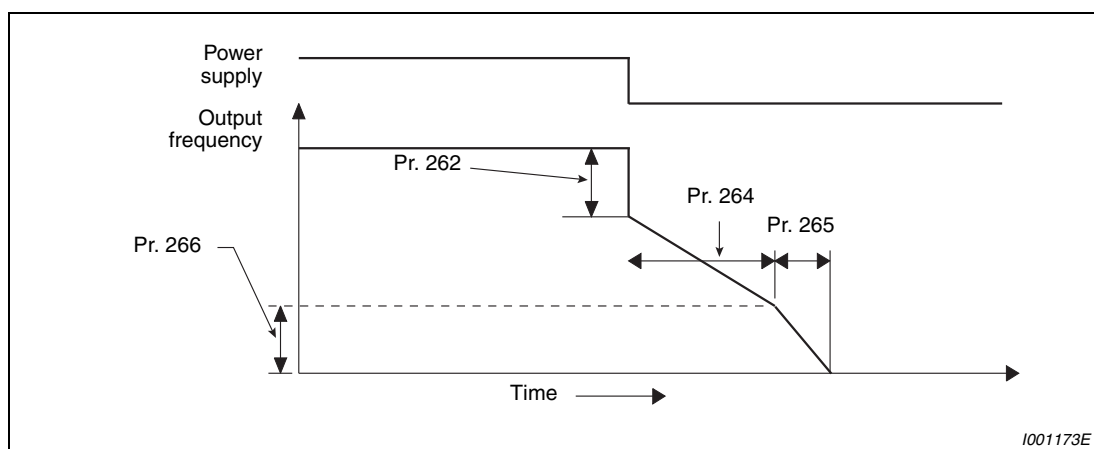 Power
supply
Output
frequency
Pr. 262
Pr. 264
Pr. 265
Pr. 266
Time
I001173E